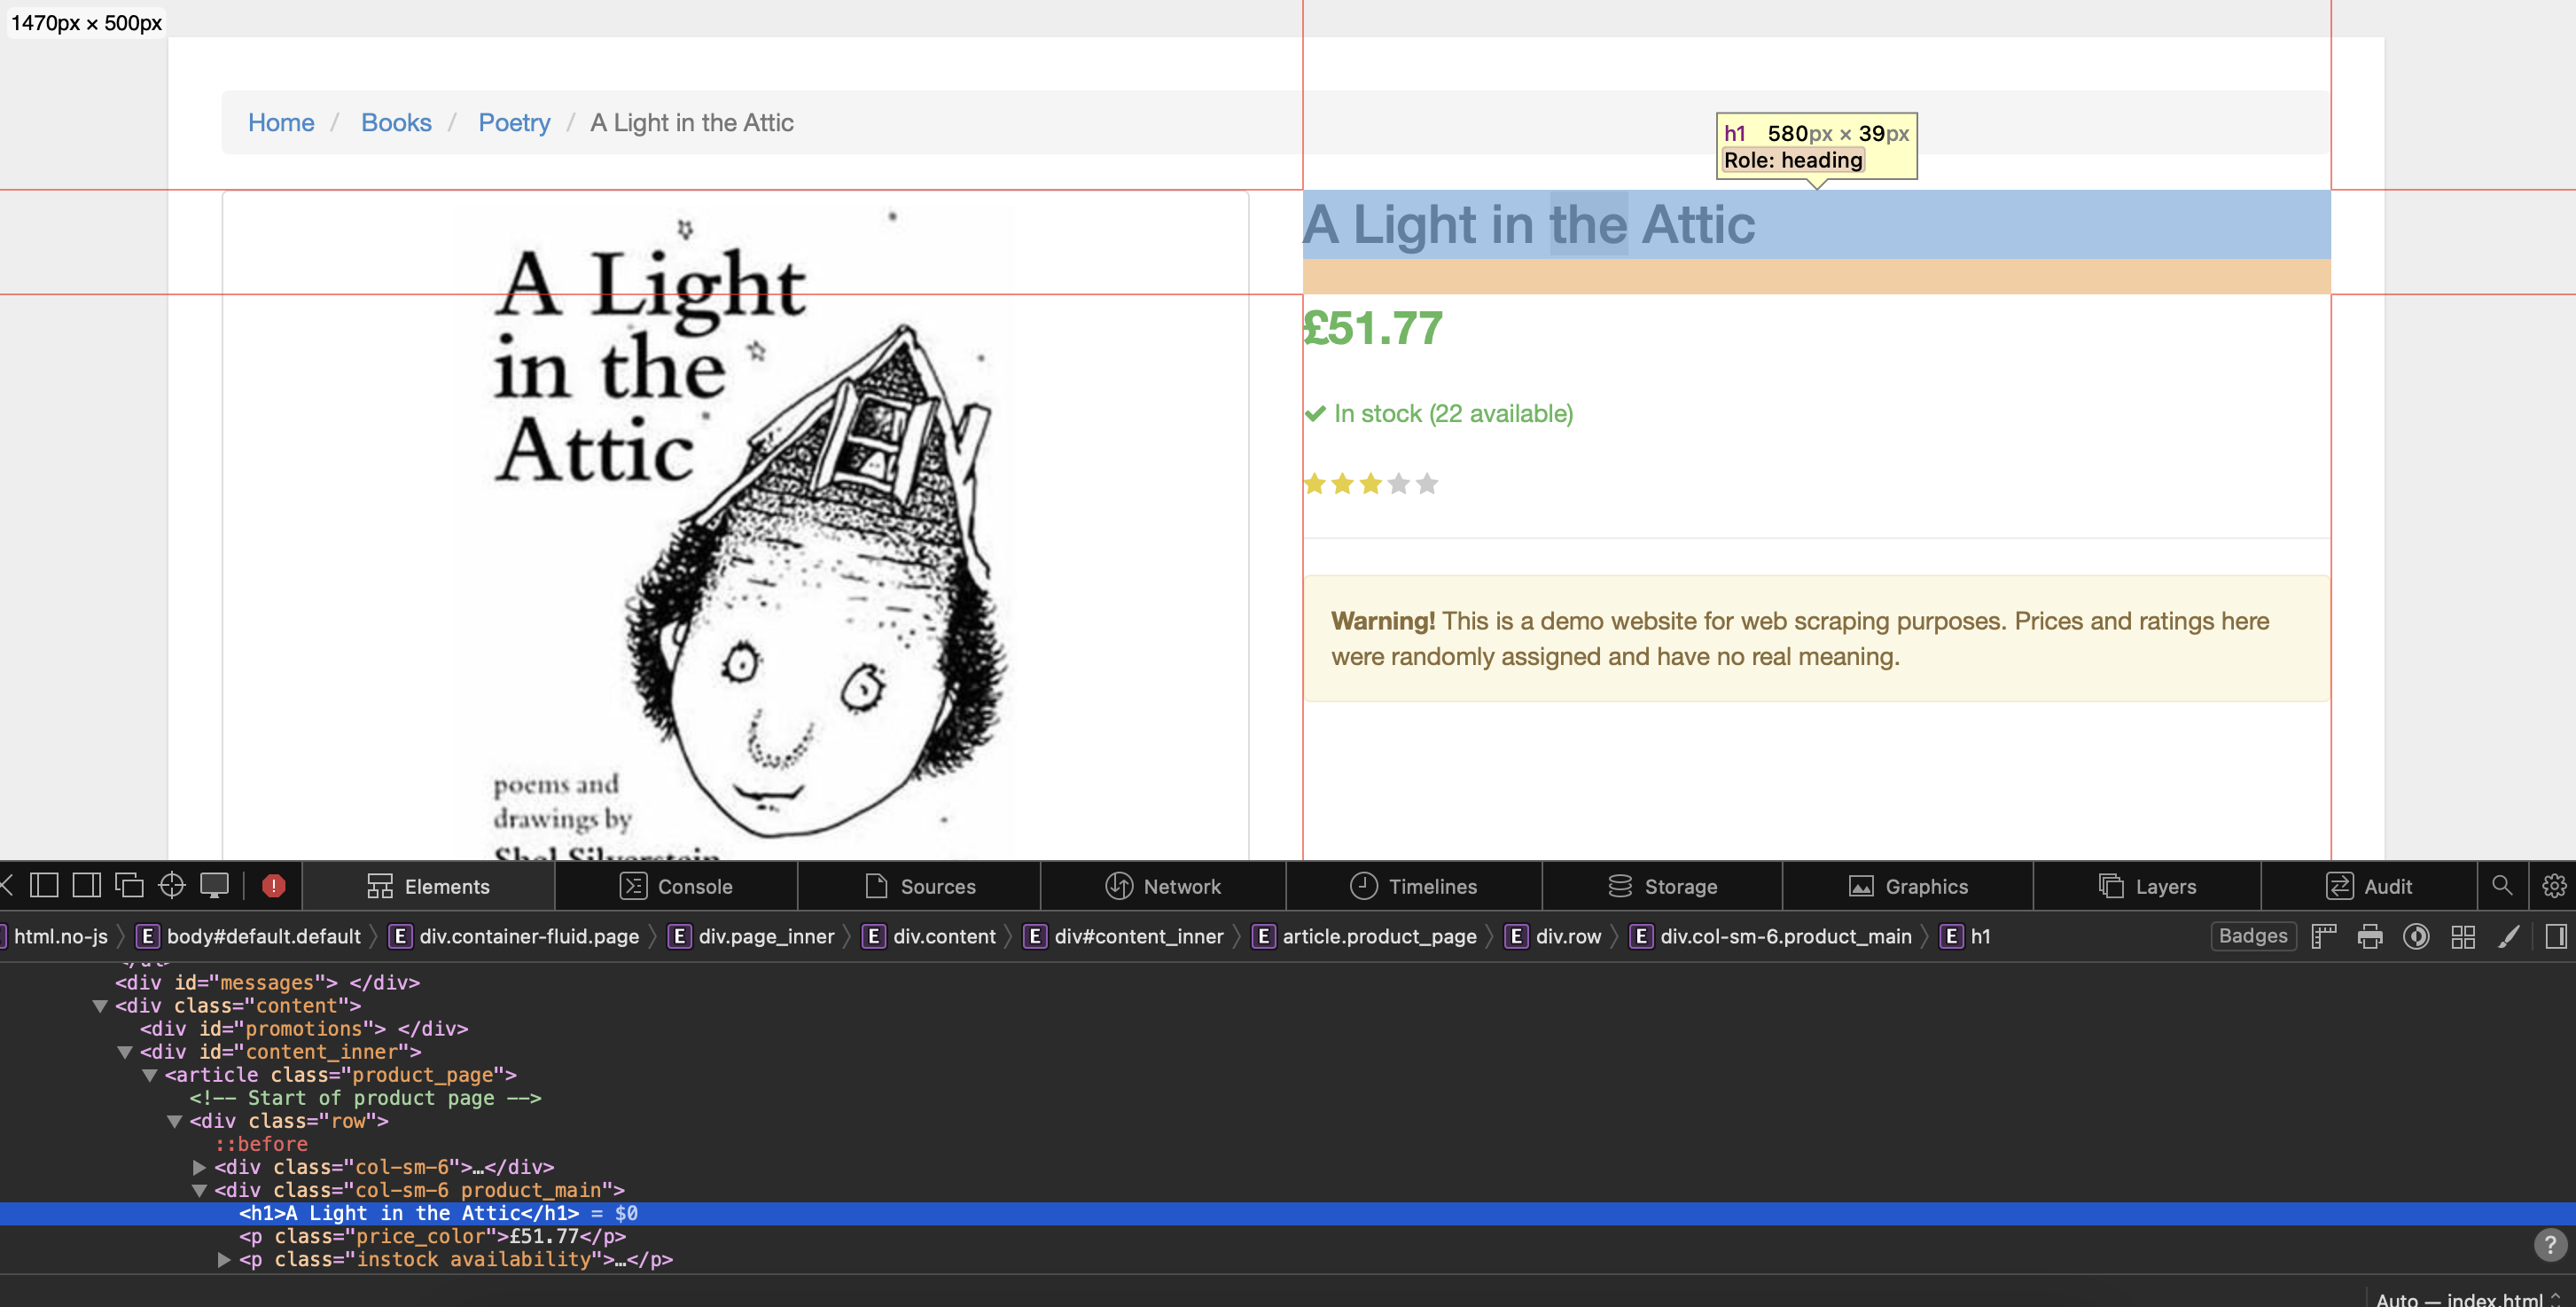 1470px × 500px
Home / Books / Poetry / A Light in the Attic
h1 580px × 39px
Role: heading
A Light in the Attic
£51.77
In stock (22 available)
Warning! This is a demo website for web scraping purposes. Prices and ratings here
were randomly assigned and have no real meaning.
A Light
in the
Attic
poems and
drawings by
Shel Silverstein
Elements
Console
Sources
Network
Timelines
Storage
Graphics
Layers
Audit
html.no-js E body#default.default E div.container-fluid.page E div.page_inner E div.content E div#content_inner E article.product_page E div.row E div.col-sm-6.product_main E h1 Badges
<div id="messages"> </div>
<div class="content">
<div id="promotions"> </div>
<div id="content_inner">
<article class="product_page">
<!-- Start of product page -->
<div class="row">
::before
<div class="col-sm-6">…</div>
<div class="col-sm-6 product_main">
<h1>A Light in the Attic</h1> = $0
<p class="price_color">£51.77</p>
<p class="instock availability">…</p>
?
Auto — index.html